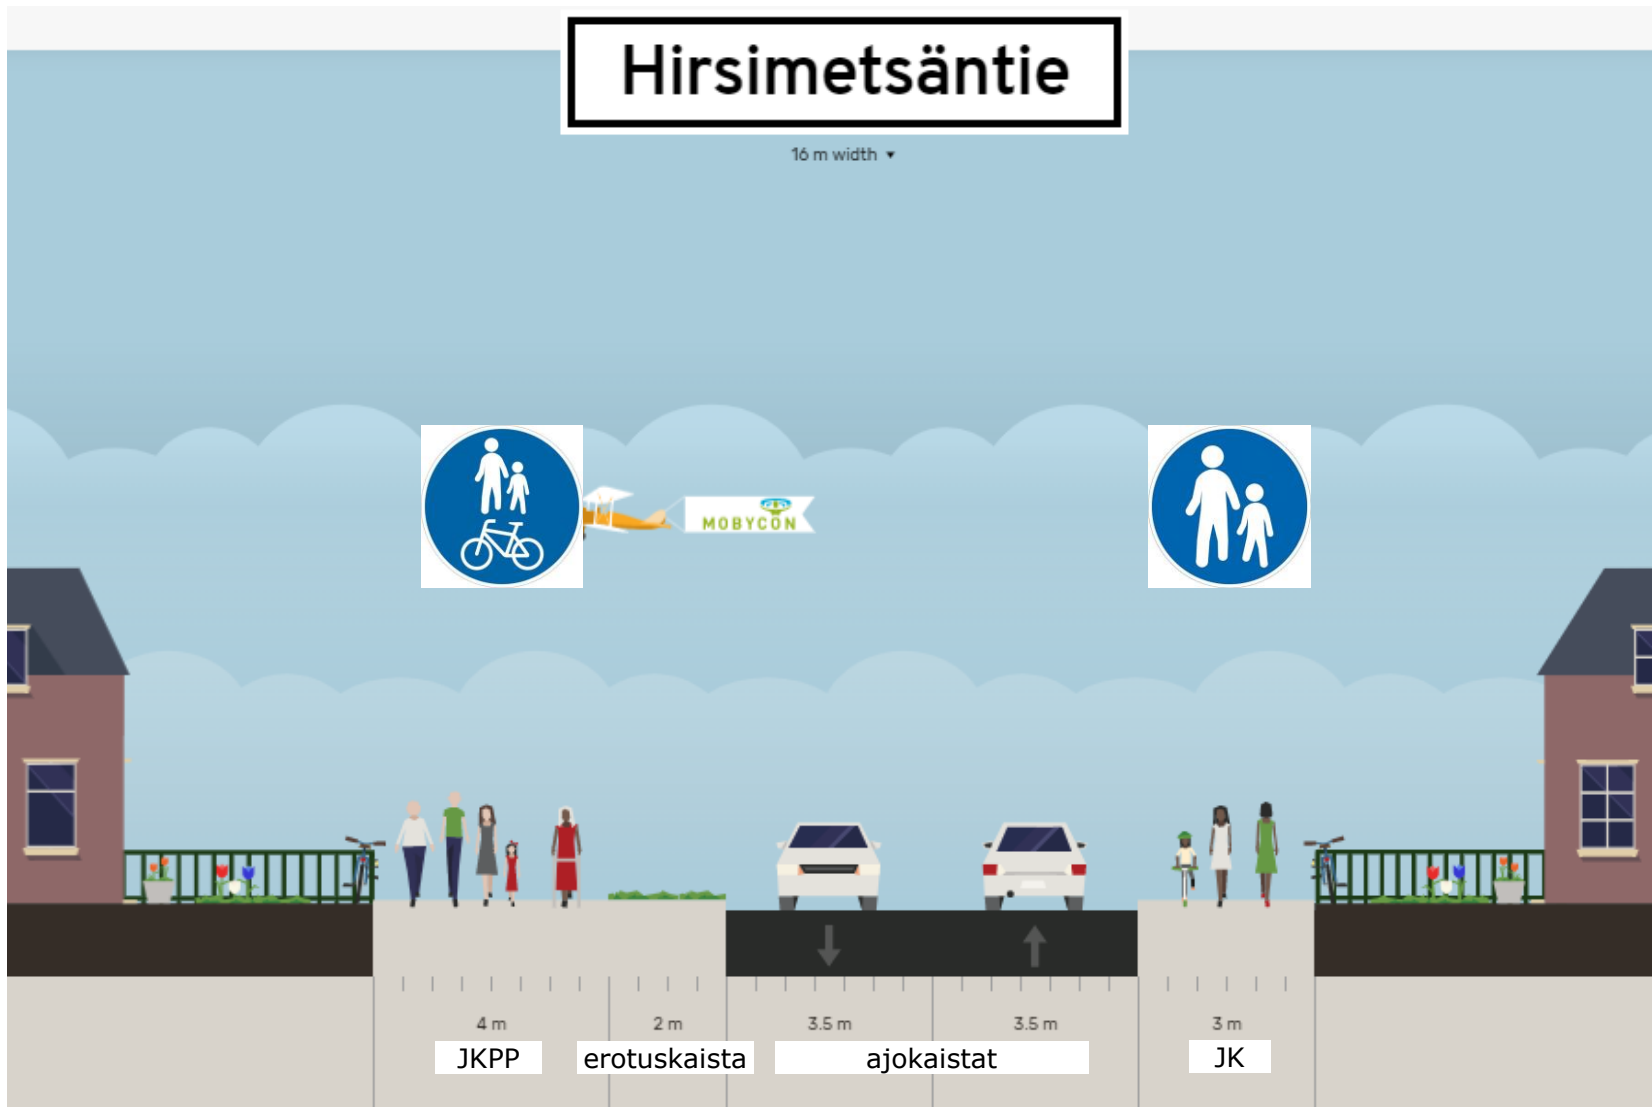 Hirsimetsäntie
16 m width ▾
MOBYCON
4 m
2 m
3.5 m
3.5 m
3 m
JKPP
erotuskaista
ajokaistat
JK